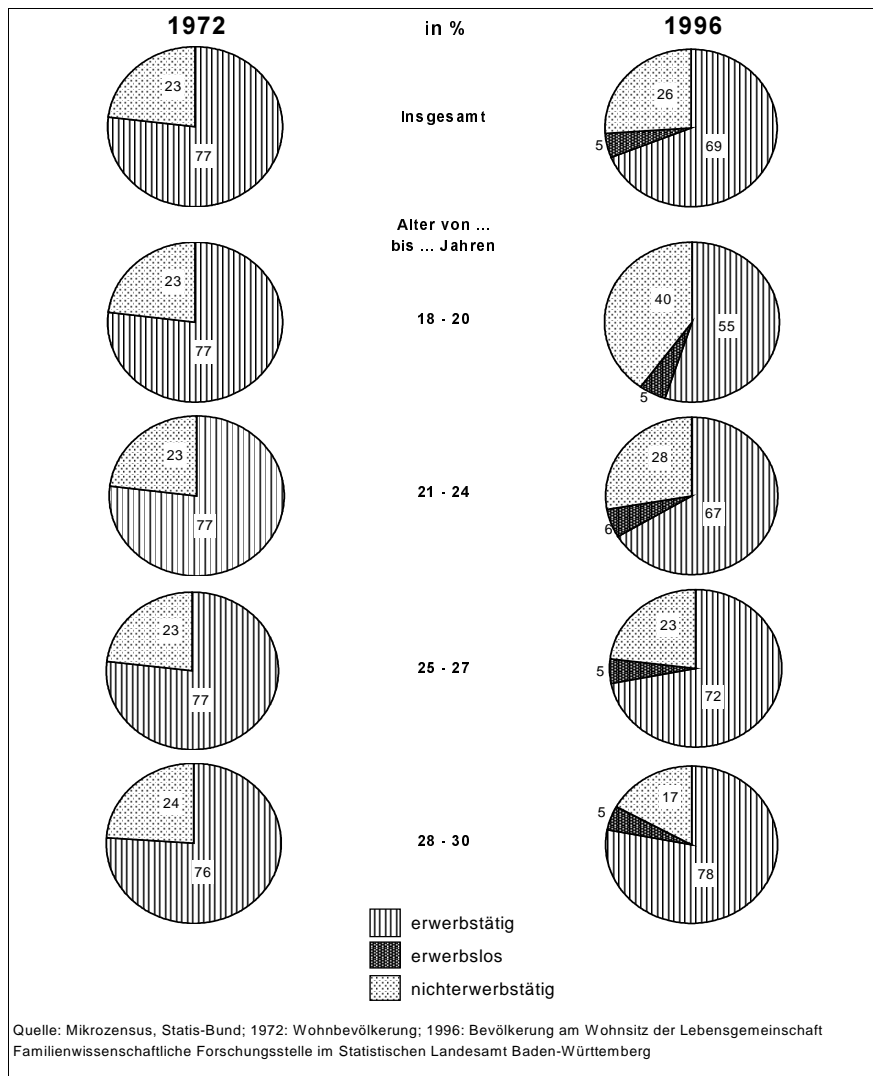 1972 in % 1996
23
77
Insgesamt
26
5
69
Alter von ...
bis ... Jahren
23
77
18 - 20
40
55
5
23
77
21 - 24
28
67
6
23
77
25 - 27
23
5
72
24
76
28 - 30
5
17
78
erwerbstätig
erwerbslos
nichterwerbstätig
Quelle: Mikrozensus, Statis-Bund; 1972: Wohnbevölkerung; 1996: Bevölkerung am Wohnsitz der Lebensgemeinschaft
Familienwissenschaftliche Forschungsstelle im Statistischen Landesamt Baden-Württemberg